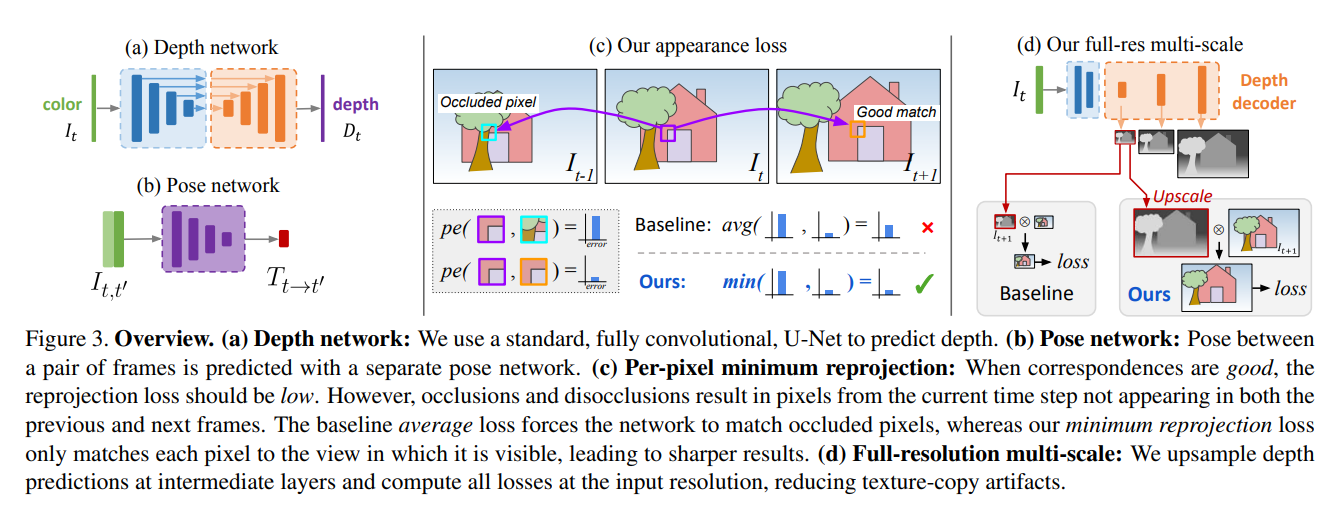 (a) Depth network
color
I_t
depth
D_t
(b) Pose network
I_{t,t'}
T_{t→t'}
(c) Our appearance loss
Occluded pixel
Good match
I_{t-1}
I_t
I_{t+1}
pe( , ) =
error
pe( , ) =
error
Baseline: avg( , ) = ×
Ours: min( , ) = ✓
(d) Our full-res multi-scale
I_t
Depth
decoder
Upscale
⊗
I_{t+1}
loss
Baseline
⊗
I_{t+1}
loss
Ours
Figure 3. Overview. (a) Depth network: We use a standard, fully convolutional, U-Net to predict depth. (b) Pose network: Pose between
a pair of frames is predicted with a separate pose network. (c) Per-pixel minimum reprojection: When correspondences are good, the
reprojection loss should be low. However, occlusions and disocclusions result in pixels from the current time step not appearing in both the
previous and next frames. The baseline average loss forces the network to match occluded pixels, whereas our minimum reprojection loss
only matches each pixel to the view in which it is visible, leading to sharper results. (d) Full-resolution multi-scale: We upsample depth
predictions at intermediate layers and compute all losses at the input resolution, reducing texture-copy artifacts.